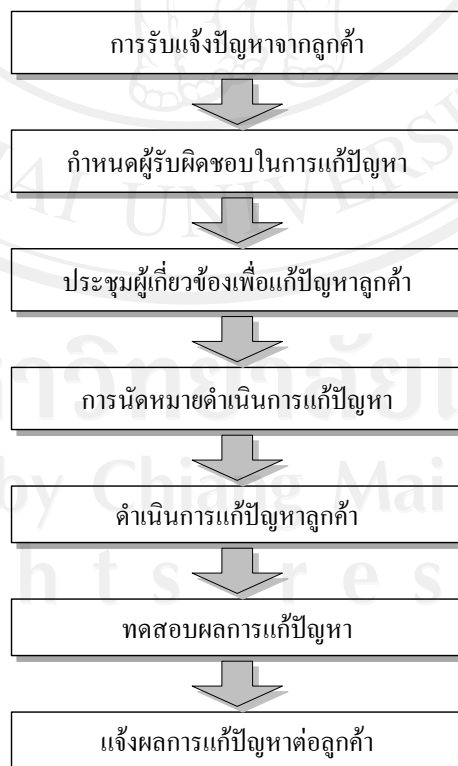 การรับแจ้งปัญหาจากลูกค้า
กำหนดผู้รับผิดชอบในการแก้ปัญหา
AI UNIVERSI
ประชุมผู้เกี่ยวข้องเพื่อแก้ปัญหาลูกค้า
การนัดหมายดำเนินการแก้ปัญหา
by Chiang Mai
ดำเนินการแก้ปัญหาลูกค้า
h t s r e s
ทดสอบผลการแก้ปัญหา
แจ้งผลการแก้ปัญหาต่อลูกค้า